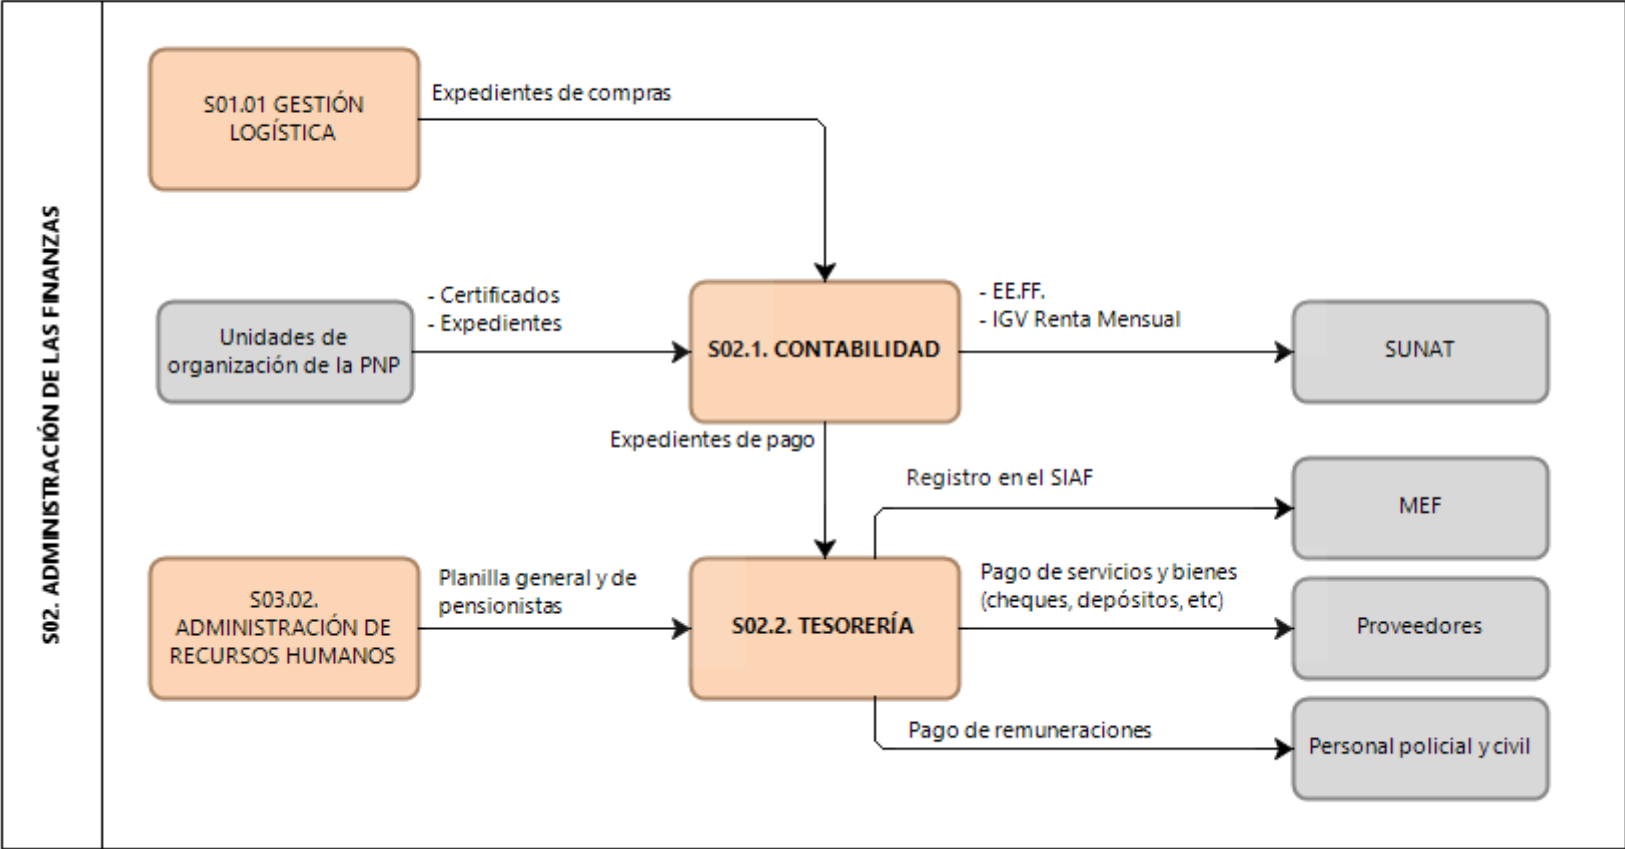 S02. ADMINISTRACIÓN DE LAS FINANZAS
S01.01 GESTIÓN
LOGÍSTICA
Expedientes de compras
Unidades de
organización de la PNP
- Certificados
- Expedientes
S02.1. CONTABILIDAD
- EE.FF.
- IGV Renta Mensual
SUNAT
Expedientes de pago
Registro en el SIAF
MEF
S03.02.
ADMINISTRACIÓN DE
RECURSOS HUMANOS
Planilla general y de
pensionistas
S02.2. TESORERÍA
Pago de servicios y bienes
(cheques, depósitos, etc)
Proveedores
Pago de remuneraciones
Personal policial y civil